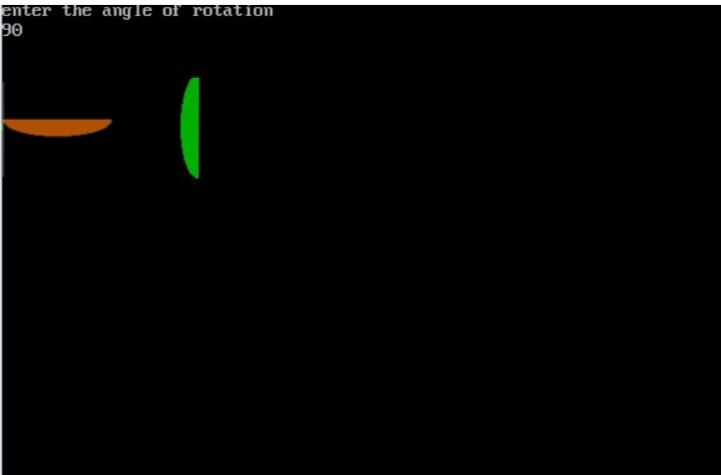 enter the angle of rotation
90